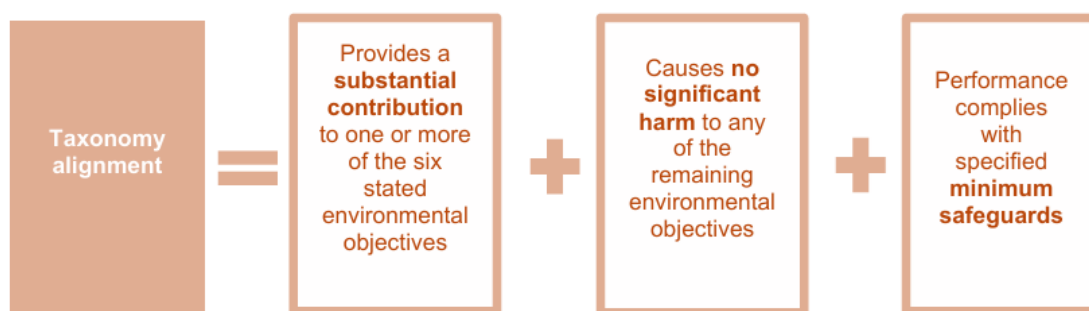 Taxonomy
alignment
Provides a
substantial
contribution
to one or more
of the six
stated
environmental
objectives
Causes no
significant
harm to any
of the
remaining
environmental
objectives
Performance
complies
with
specified
minimum
safeguards